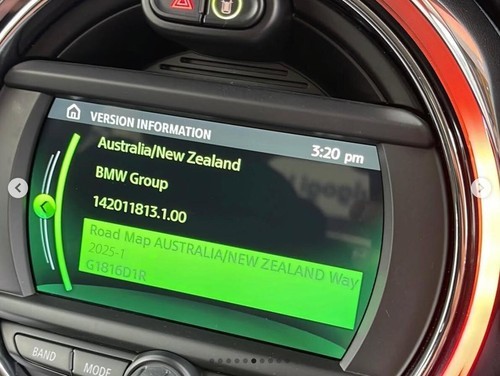 VERSION INFORMATION
3:20 pm
Australia/New Zealand
BMW Group
142011813.1.00
Road Map AUSTRALIA/NEW ZEALAND Way
2025-1
G1816D1R
BAND
MODE